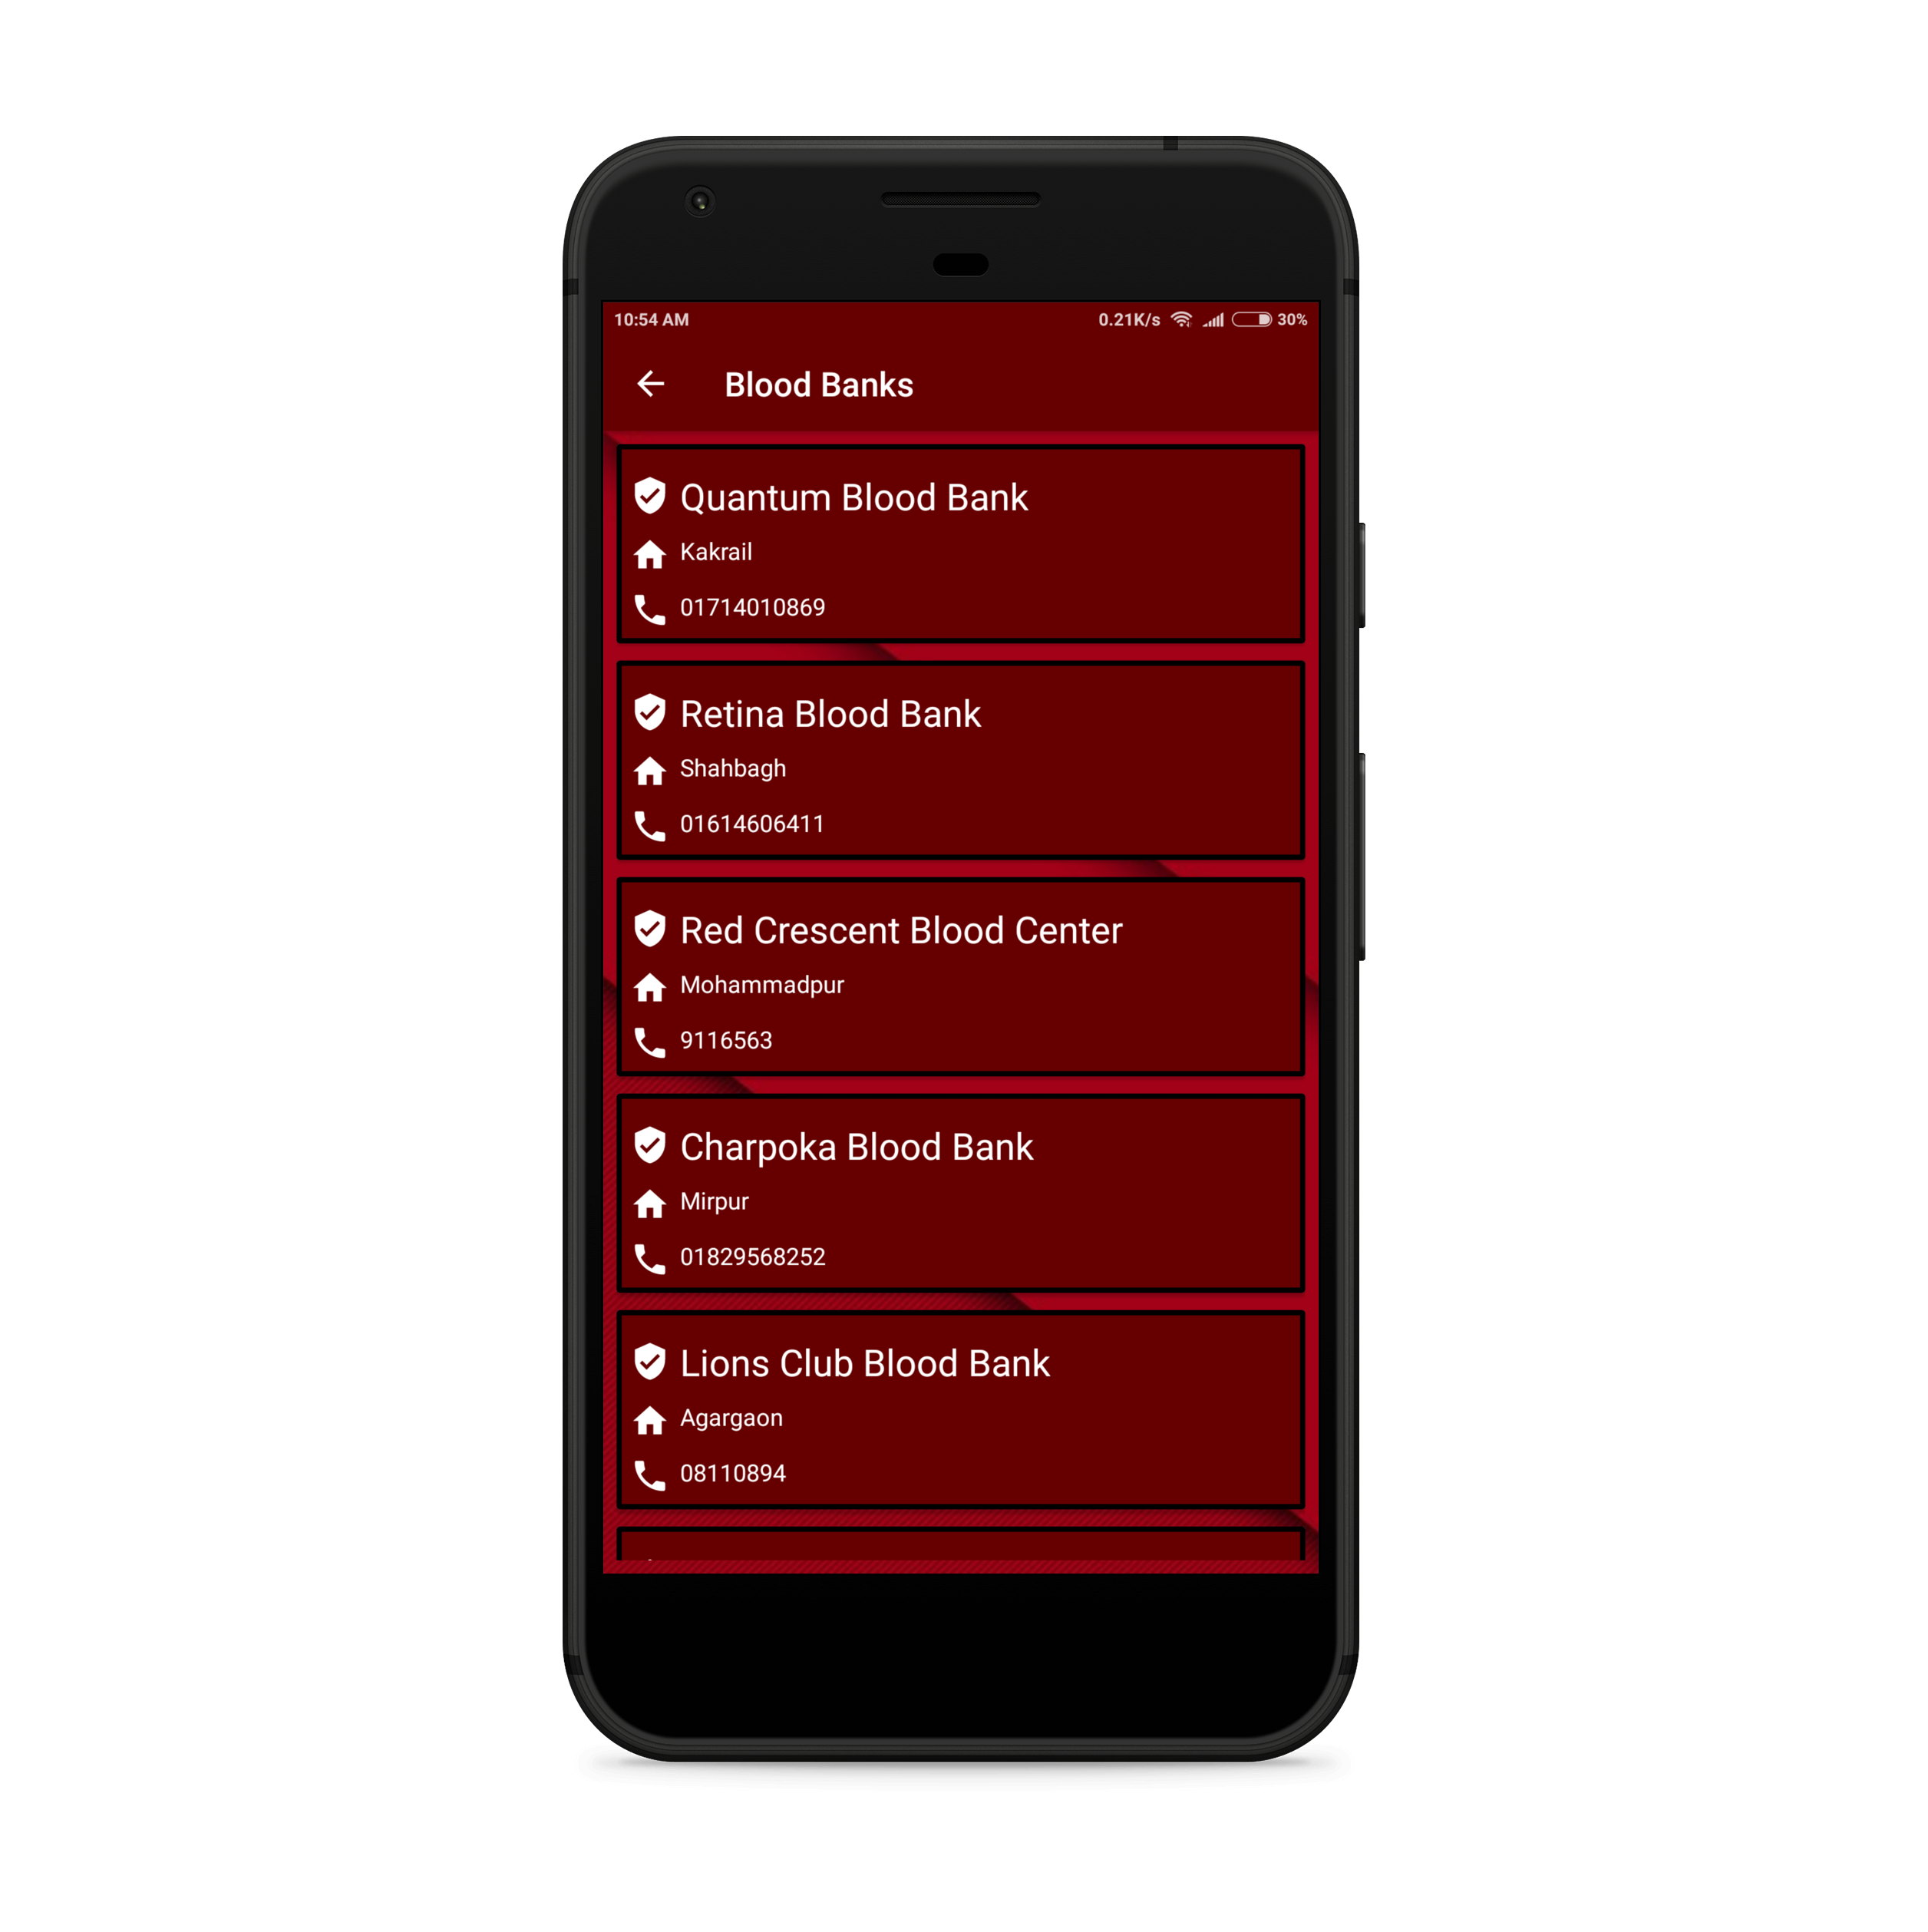 10:54 AM 0.21K/s 30%
Blood Banks
Quantum Blood Bank
Kakrail
01714010869
Retina Blood Bank
Shahbagh
01614606411
Red Crescent Blood Center
Mohammadpur
9116563
Charpoka Blood Bank
Mirpur
01829568252
Lions Club Blood Bank
Agargaon
08110894